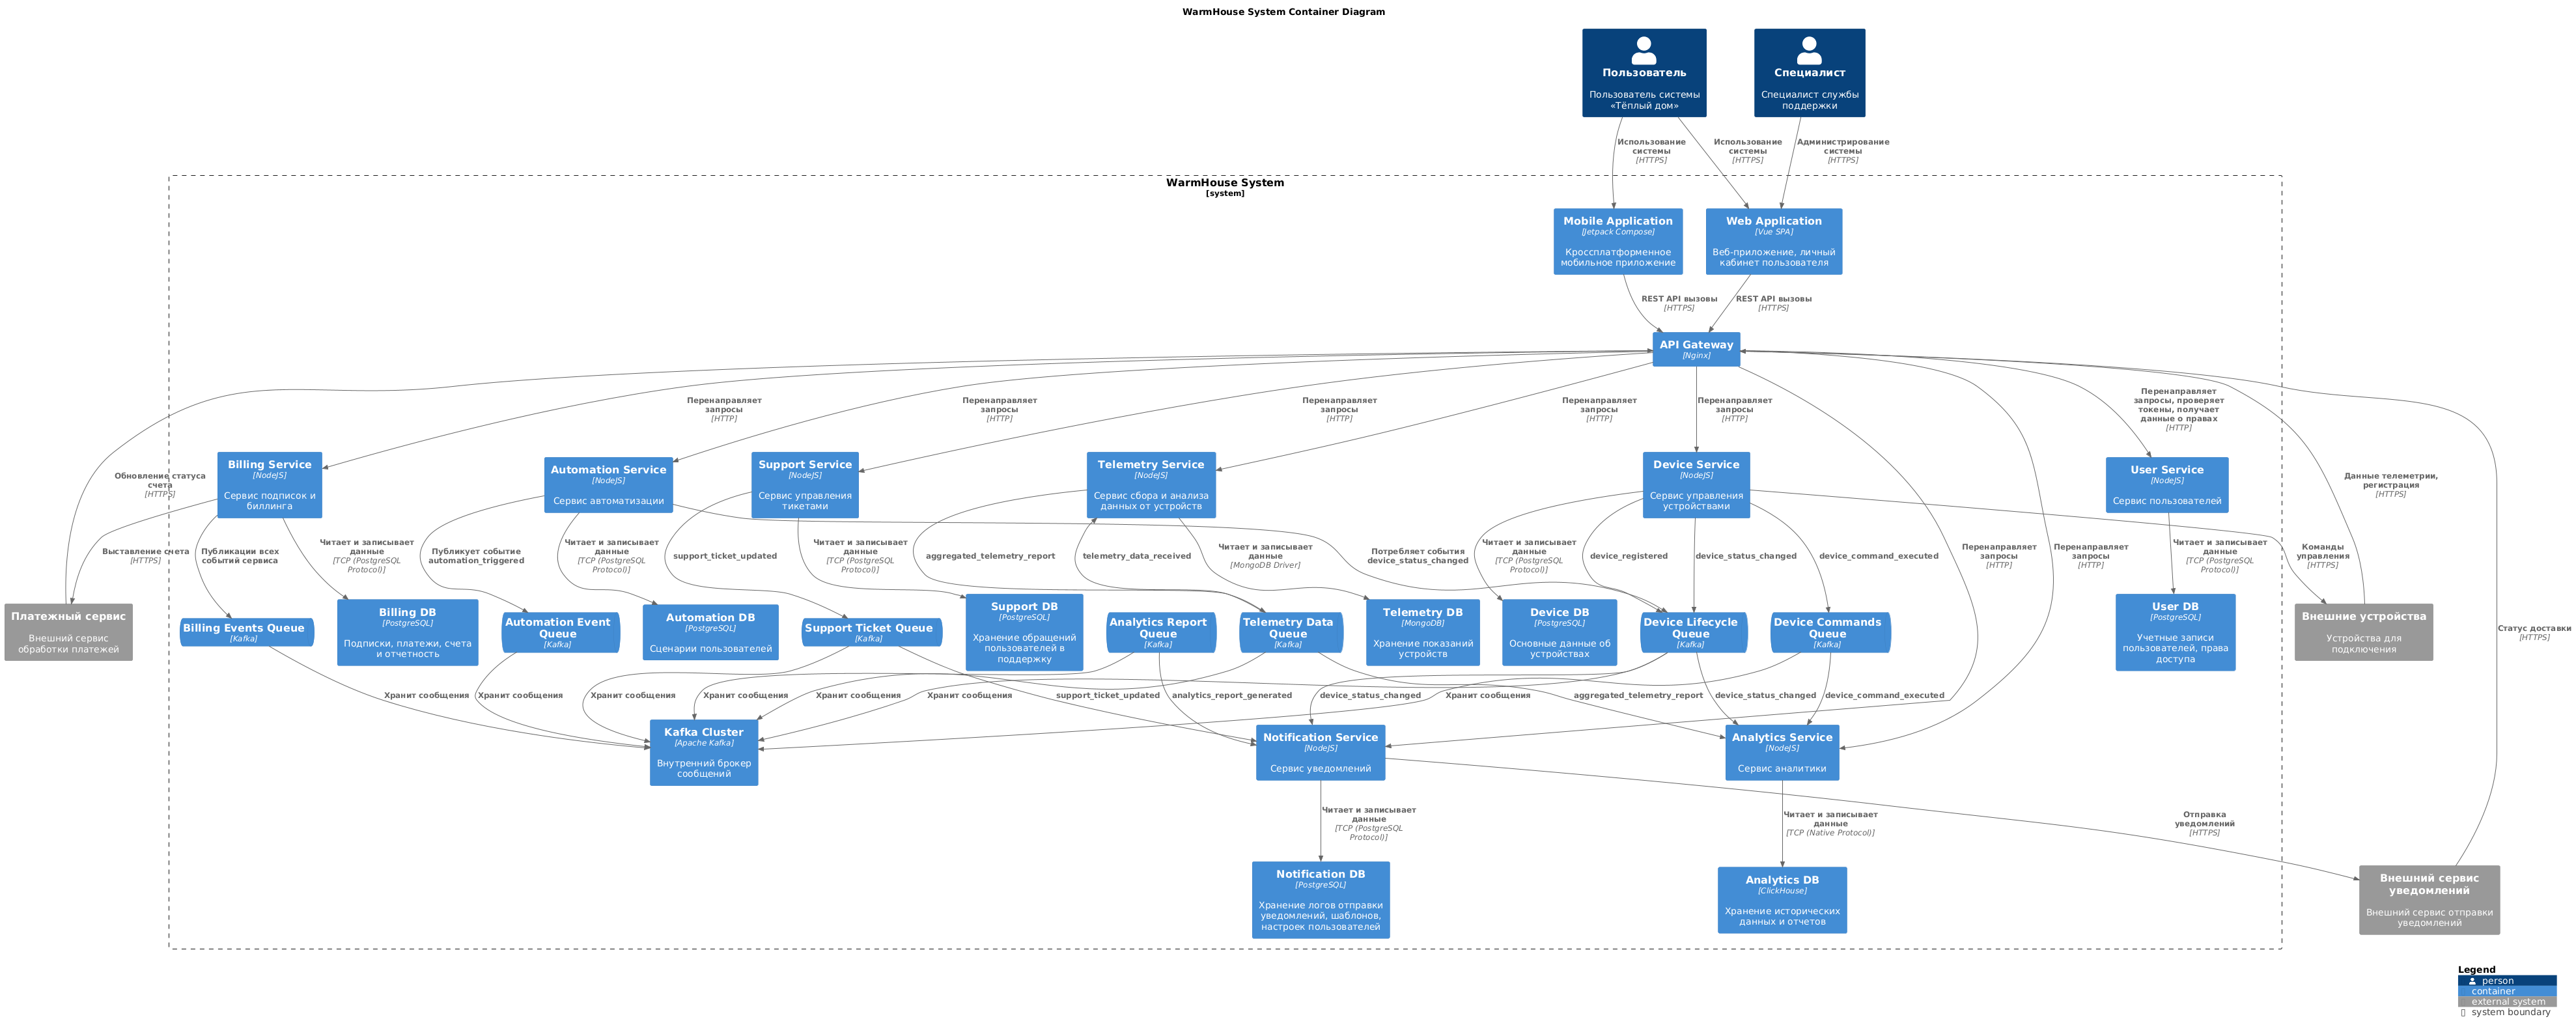 WarmHouse System Container Diagram
Пользователь
Пользователь системы
«Тёплый дом»
Специалист
Специалист службы
поддержки
Использование
системы
[HTTPS]
Использование
системы
[HTTPS]
Администрирование
системы
[HTTPS]
WarmHouse System
[system]
Mobile Application
[Jetpack Compose]
Кроссплатформенное
мобильное приложение
Web Application
[Vue SPA]
Веб-приложение, личный
кабинет пользователя
REST API вызовы
[HTTPS]
REST API вызовы
[HTTPS]
API Gateway
[Nginx]
Перенаправляет
запросы
[HTTP]
Перенаправляет
запросы
[HTTP]
Перенаправляет
запросы
[HTTP]
Перенаправляет
запросы
[HTTP]
Перенаправляет
запросы
[HTTP]
Перенаправляет
запросы, проверяет
токены, получает
данные о правах
[HTTP]
Обновление статуса
счета
[HTTPS]
Billing Service
[NodeJS]
Сервис подписок и
биллинга
Automation Service
[NodeJS]
Сервис автоматизации
Support Service
[NodeJS]
Сервис управления
тикетами
Telemetry Service
[NodeJS]
Сервис сбора и анализа
данных от устройств
Device Service
[NodeJS]
Сервис управления
устройствами
User Service
[NodeJS]
Сервис пользователей
Данные телеметрии,
регистрация
[HTTPS]
Выставление счета
[HTTPS]
Публикации всех
событий сервиса
Читает и записывает
данные
[TCP (PostgreSQL
Protocol)]
Публикует событие
automation_triggered
Читает и записывает
данные
[TCP (PostgreSQL
Protocol)]
support_ticket_updated
Читает и записывает
данные
[TCP (PostgreSQL
Protocol)]
aggregated_telemetry_report
telemetry_data_received
Читает и записывает
данные
[MongoDB Driver]
Потребляет события
device_status_changed
Читает и записывает
данные
[TCP (PostgreSQL
Protocol)]
device_registered
device_status_changed
device_command_executed
Перенаправляет
запросы
[HTTP]
Перенаправляет
запросы
[HTTP]
Читает и записывает
данные
[TCP (PostgreSQL
Protocol)]
Команды
управления
[HTTPS]
Платежный сервис
Внешний сервис
обработки платежей
Billing Events Queue
[Kafka]
Billing DB
[PostgreSQL]
Подписки, платежи, счета
и отчетность
Automation Event
Queue
[Kafka]
Automation DB
[PostgreSQL]
Сценарии пользователей
Support Ticket Queue
[Kafka]
Support DB
[PostgreSQL]
Хранение обращений
пользователей в
поддержку
Analytics Report
Queue
[Kafka]
Telemetry Data
Queue
[Kafka]
Telemetry DB
[MongoDB]
Хранение показаний
устройств
Device DB
[PostgreSQL]
Основные данные об
устройствах
Device Lifecycle
Queue
[Kafka]
Device Commands
Queue
[Kafka]
User DB
[PostgreSQL]
Учетные записи
пользователей, права
доступа
Внешние устройства
Устройства для
подключения
Статус доставки
[HTTPS]
Хранит сообщения
Хранит сообщения
Хранит сообщения
Хранит сообщения
Хранит сообщения
Хранит сообщения
support_ticket_updated
analytics_report_generated
device_status_changed
Хранит сообщения
aggregated_telemetry_report
device_status_changed
device_command_executed
Kafka Cluster
[Apache Kafka]
Внутренний брокер
сообщений
Notification Service
[NodeJS]
Сервис уведомлений
Analytics Service
[NodeJS]
Сервис аналитики
Читает и записывает
данные
[TCP (PostgreSQL
Protocol)]
Читает и записывает
данные
[TCP (Native Protocol)]
Отправка
уведомлений
[HTTPS]
Notification DB
[PostgreSQL]
Хранение логов отправки
уведомлений, шаблонов,
настроек пользователей
Analytics DB
[ClickHouse]
Хранение исторических
данных и отчетов
Внешний сервис
уведомлений
Внешний сервис отправки
уведомлений
Legend
person
container
external system
system boundary